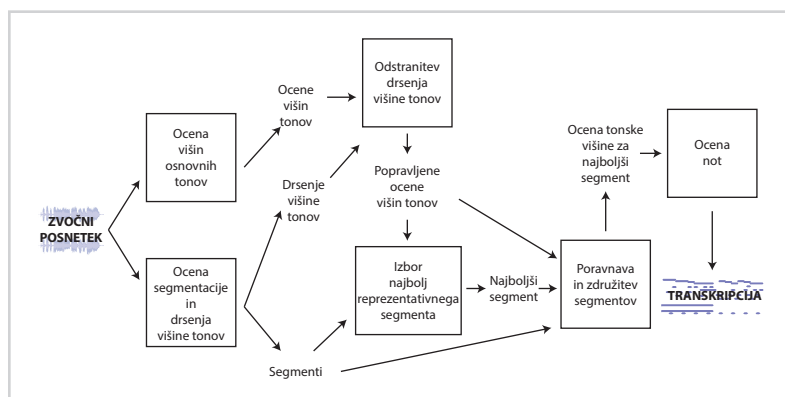 ZVOČNI
POSNETEK
Ocena
višin
osnovnih
tonov
Ocena
segmentacije
in
drsenja
višine tonov
Ocene
višin
tonov
Drsenje
višine
tonov
Segmenti
Odstranitev
drsenja
višine tonov
Popravljene
ocene
višin tonov
Izbor
najbolj
reprezentativnega
segmenta
Najboljši
segment
Poravnava
in združitev
segmentov
Ocena tonske
višine za
najboljši
segment
Ocena
not
TRANSKRIPCIJA